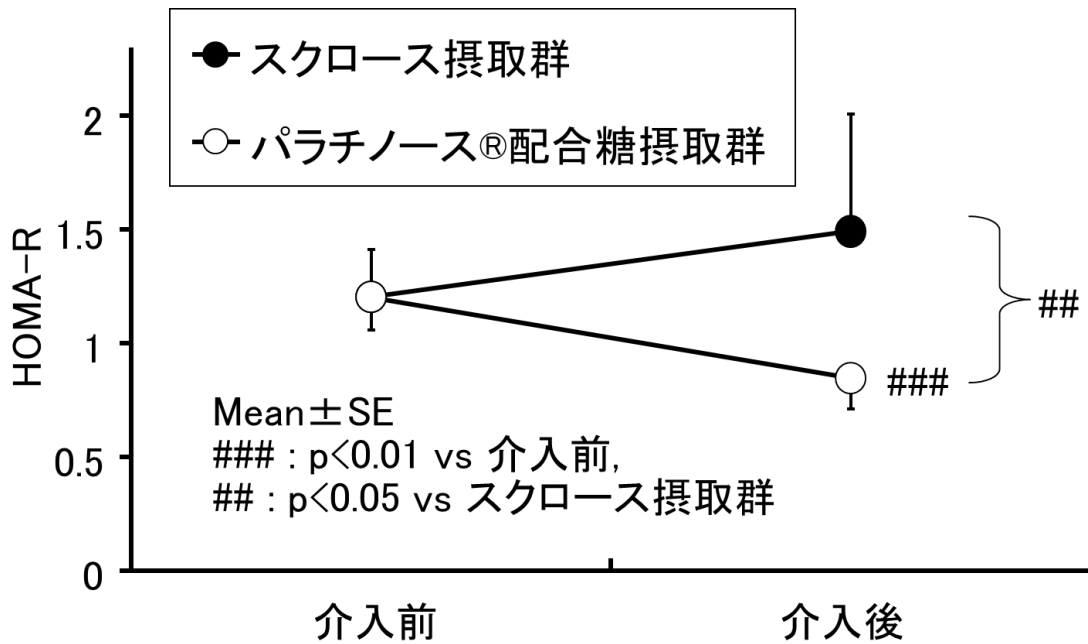 スクロース摂取群
パラチノース®配合糖摂取群
2
1.5
1
0.5
0
HOMA-R
##
###
Mean±SE
### : p<0.01 vs 介入前,
## : p<0.05 vs スクロース摂取群
介入前
介入後